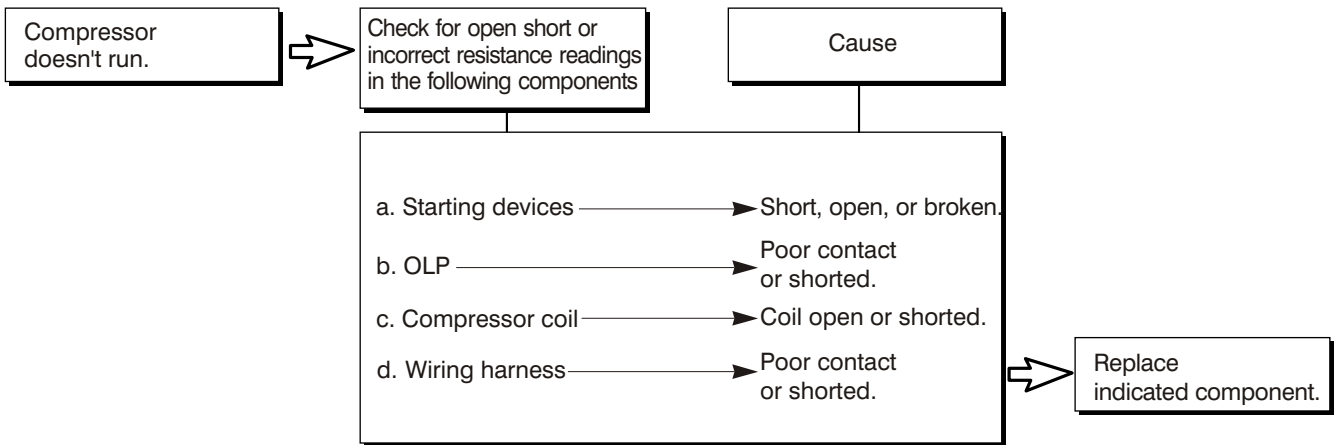 Compressor
doesn't run.
Check for open short or
incorrect resistance readings
in the following components
Cause
a. Starting devices
Short, open, or broken.
b. OLP
Poor contact
or shorted.
c. Compressor coil
Coil open or shorted.
d. Wiring harness
Poor contact
or shorted.
Replace
indicated component.